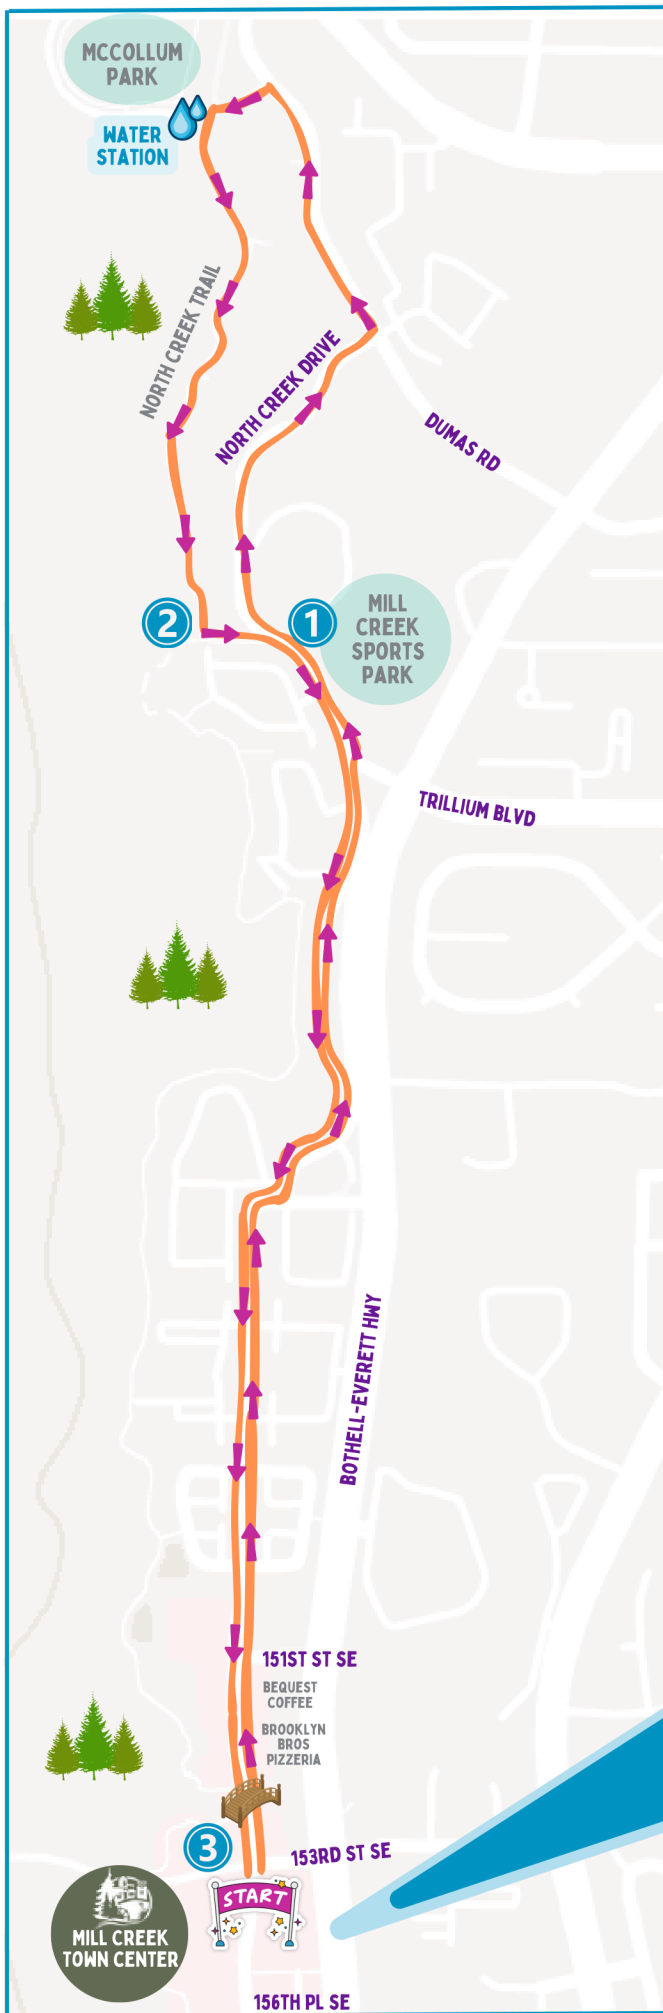 MCCOLLUM
PARK
WATER
STATION
NORTH CREEK TRAIL
NORTH CREEK DRIVE
DUMAS RD
2
1
MILL
CREEK
SPORTS
PARK
TRILLIUM BLVD
BOTHELL-EVERETT HWY
151ST ST SE
BEQUEST
COFFEE
BROOKLYN
BROS
PIZZERIA
3
153RD ST SE
START
MILL CREEK
TOWN CENTER
156TH PL SE